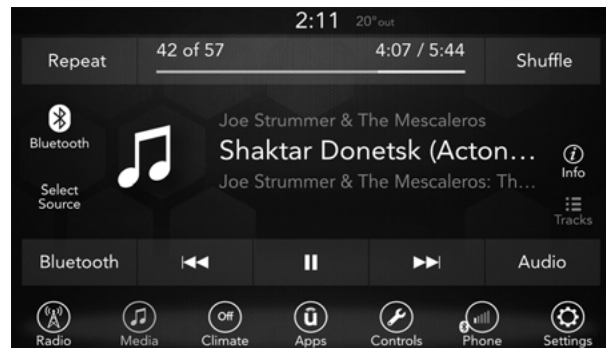 2:11 20° out
Repeat 42 of 57 4:07 / 5:44 Shuffle
Bluetooth
Joe Strummer & The Mescaleros
Shaktar Donetsk (Acton...
Joe Strummer & The Mescaleros: Th...
Info
Select
Source
Tracks
Bluetooth Audio
Radio Media Off Climate ū Apps Controls Phone Settings